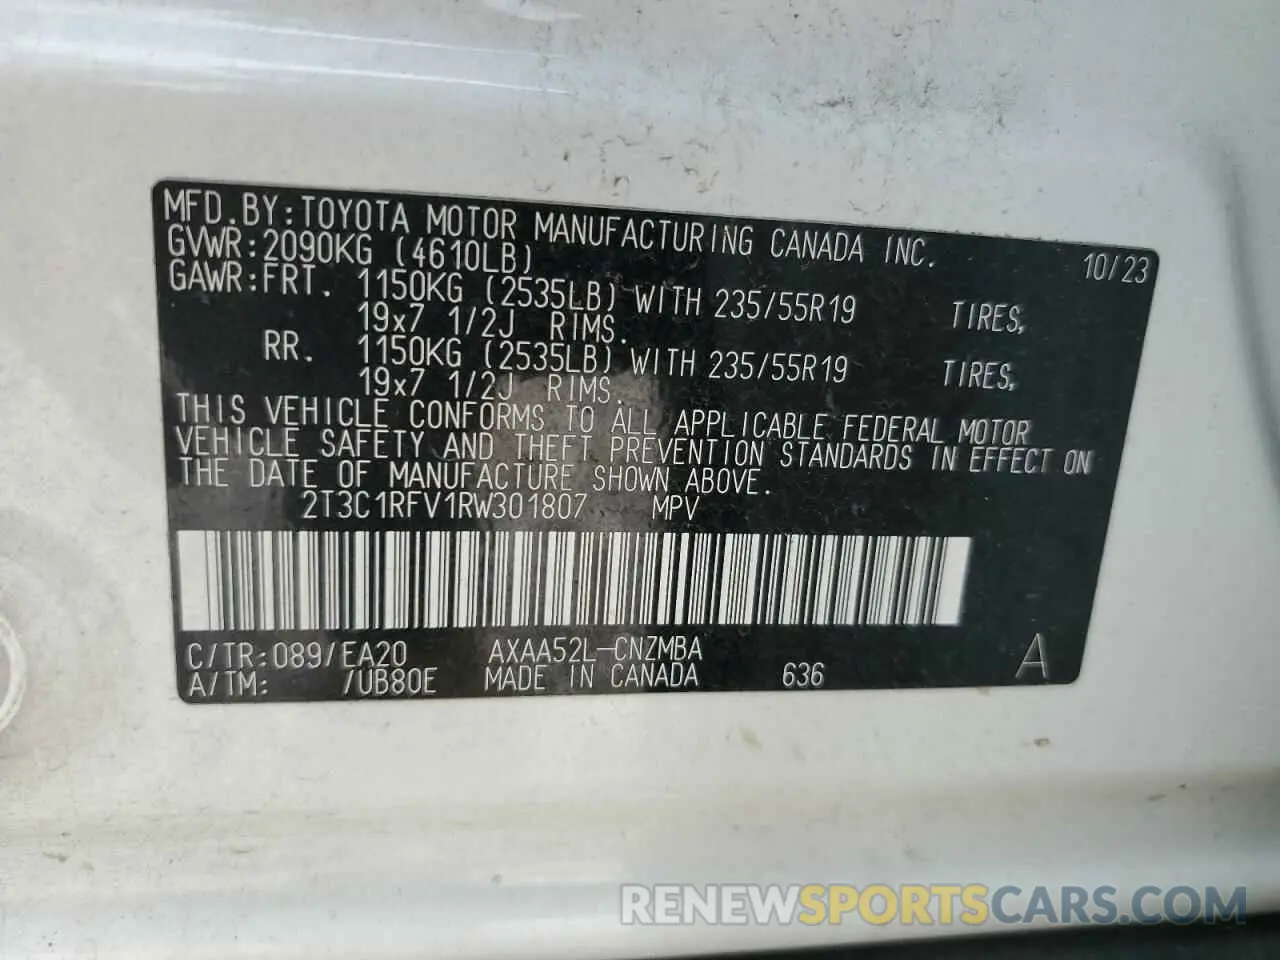 MFD.BY:TOYOTA MOTOR MANUFACTURING CANADA INC. 10/23
GVWR:2090KG (4610LB)
GAWR:FRT. 1150KG (2535LB) WITH 235/55R19 TIRES,
19x7 1/2J RIMS.
RR. 1150KG (2535LB) WITH 235/55R19 TIRES,
19x7 1/2J RIMS.
THIS VEHICLE CONFORMS TO ALL APPLICABLE FEDERAL MOTOR
VEHICLE SAFETY AND THEFT PREVENTION STANDARDS IN EFFECT ON
THE DATE OF MANUFACTURE SHOWN ABOVE.
2T3C1RFV1RW301807 MPV
C/TR:089/EA20 AXAA52L-CNZMBA
A/TM: /UB80E MADE IN CANADA 636 A
RENEWSPORTSCARS.COM